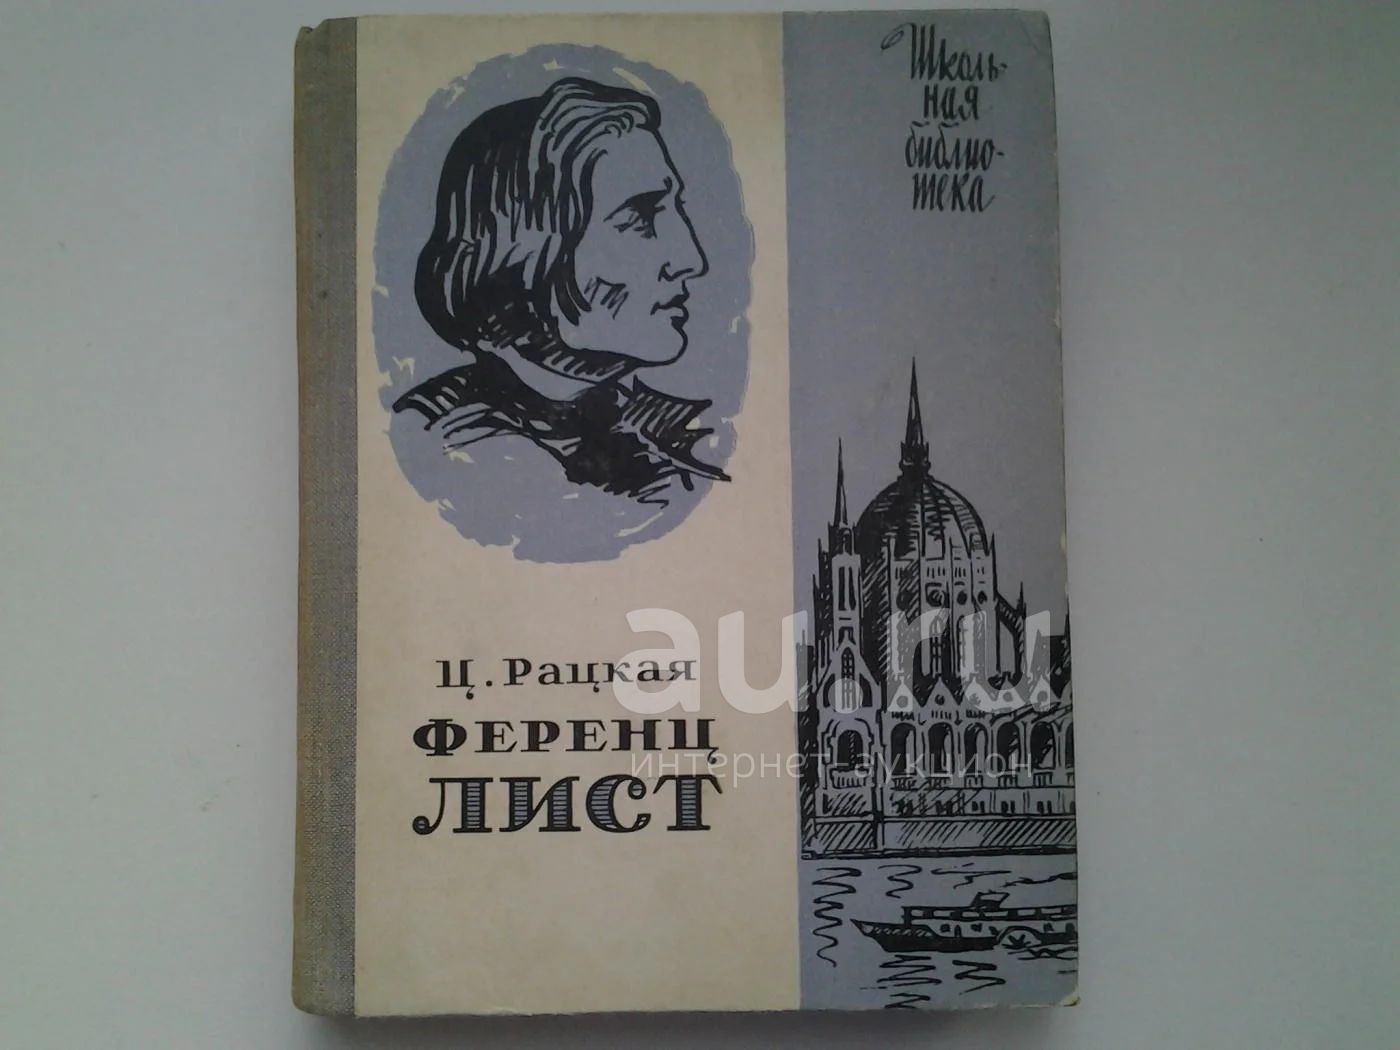 Школь-
ная
библио-
тека
Ц. Рацкая
ФЕРЕНЦ
ЛИСТ
au.ru
интернет-аукцион